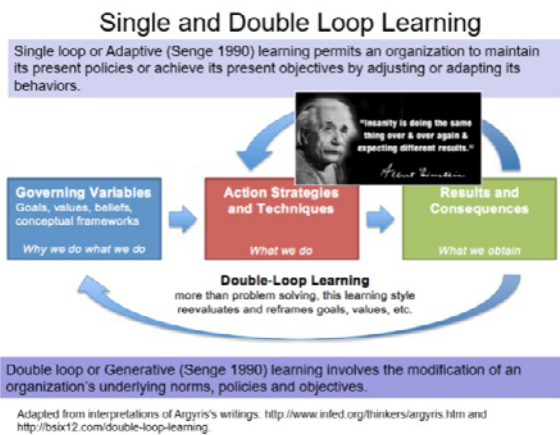 Single and Double Loop Learning
Single loop or Adaptive (Senge 1990) learning permits an organization to maintain
its present policies or achieve its present objectives by adjusting or adapting its
behaviors.
"Insanity is doing the same
thing over & over again &
expecting different results."
Albert Einstein
Governing Variables
Goals, values, beliefs,
conceptual frameworks
Why we do what we do
Action Strategies
and Techniques
What we do
Results and
Consequences
What we obtain
Double-Loop Learning
more than problem solving, this learning style
reevaluates and reframes goals, values, etc.
Double loop or Generative (Senge 1990) learning involves the modification of an
organization's underlying norms, policies and objectives.
Adapted from interpretations of Argyris's writings: http://www.infed.org/thinkers/argyris.htm and
http://bsix12.com/double-loop-learning.